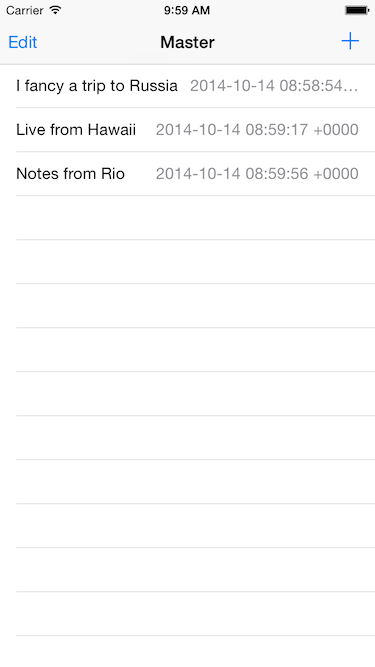 Carrier 9:59 AM
Edit Master +
I fancy a trip to Russia 2014-10-14 08:58:54…
Live from Hawaii 2014-10-14 08:59:17 +0000
Notes from Rio 2014-10-14 08:59:56 +0000